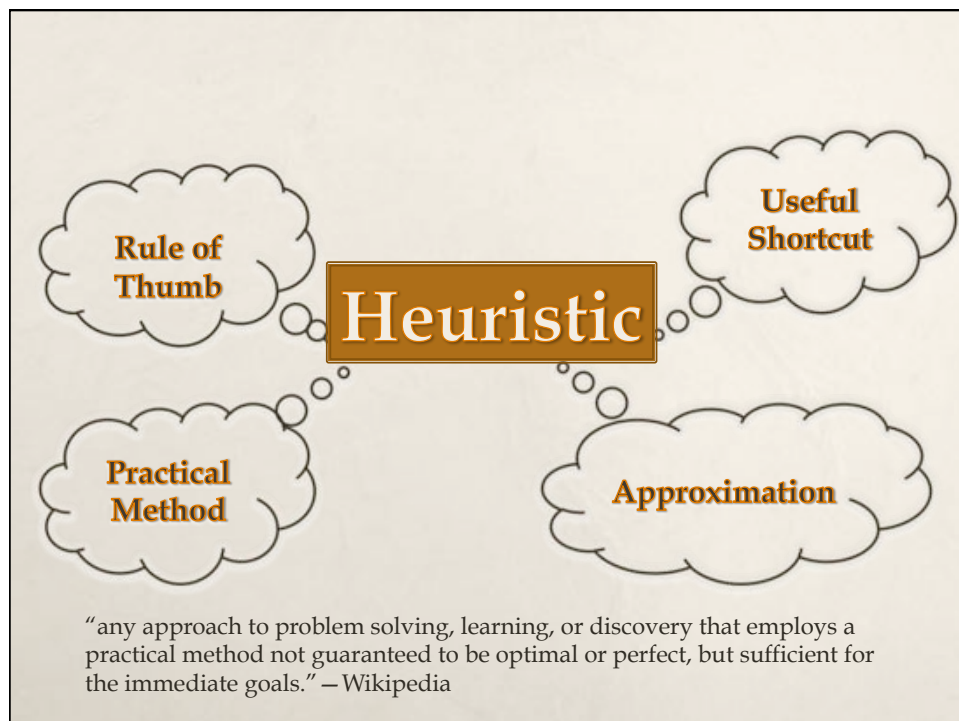 Useful
Shortcut
Rule of
Thumb
Heuristic
Practical
Method
Approximation
“any approach to problem solving, learning, or discovery that employs a
practical method not guaranteed to be optimal or perfect, but sufficient for
the immediate goals.” — Wikipedia